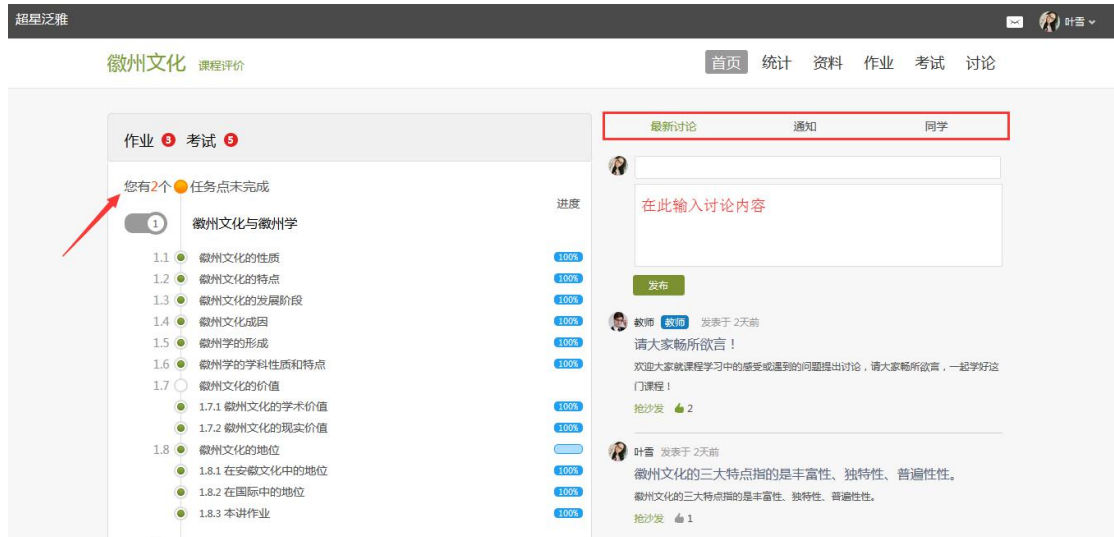 超星泛雅
叶雪
徽州文化 课程评价
首页 统计 资料 作业 考试 讨论
作业 3 考试 5
您有2个 任务点未完成
进度
1 徽州文化与徽州学
1.1 徽州文化的性质 100%
1.2 徽州文化的特点 100%
1.3 徽州文化的发展阶段 100%
1.4 徽州文化成因 100%
1.5 徽州学的形成 100%
1.6 徽州学的学科性质和特点 100%
1.7 徽州文化的价值
1.7.1 徽州文化的学术价值 100%
1.7.2 徽州文化的现实价值 100%
1.8 徽州文化的地位
1.8.1 在安徽文化中的地位 100%
1.8.2 在国际中的地位 100%
1.8.3 本讲作业 100%
最新讨论 通知 同学
在此输入讨论内容
发布
教师 教师 发表于 2天前
请大家畅所欲言！
欢迎大家就课程学习中的感受或遇到的问题提出讨论，请大家畅所欲言，一起学好这
门课程！
抢沙发 2
叶雪 发表于 2天前
徽州文化的三大特点指的是丰富性、独特性、普遍性性。
徽州文化的三大特点指的是丰富性、独特性、普遍性性。
抢沙发 1